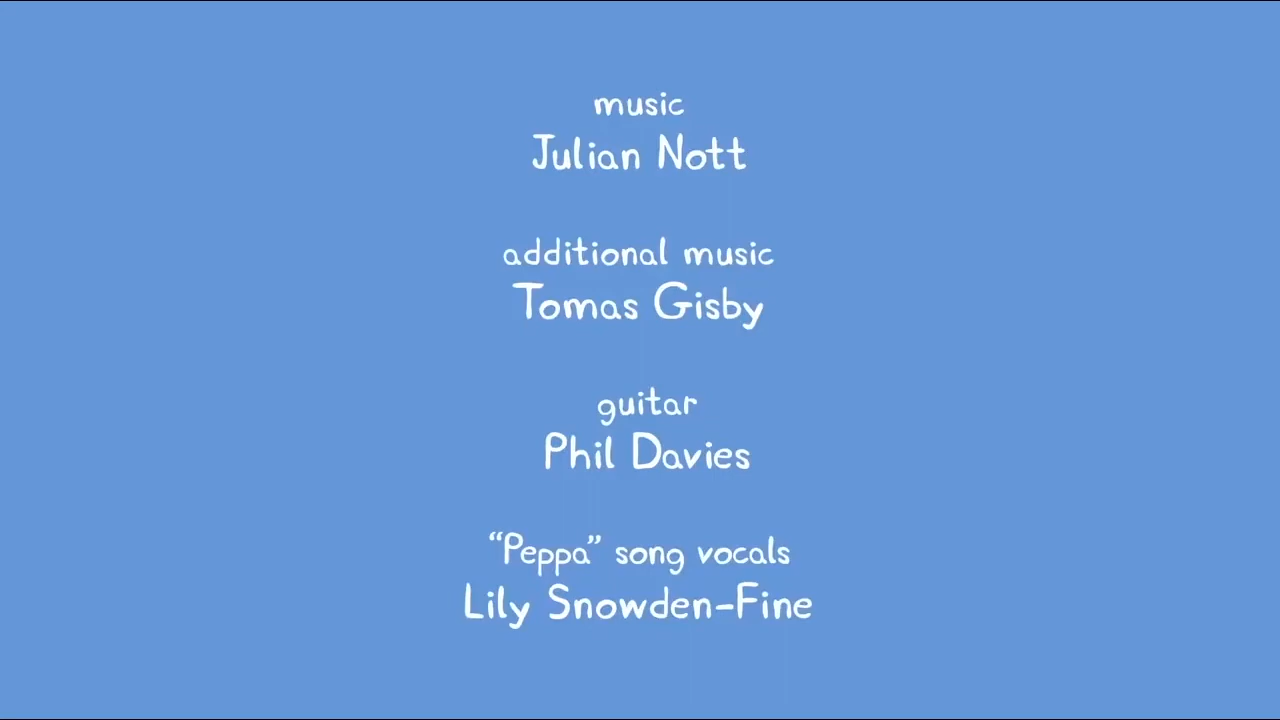 music
Julian Nott
additional music
Tomas Gisby
guitar
Phil Davies
“Peppa” song vocals
Lily Snowden-Fine